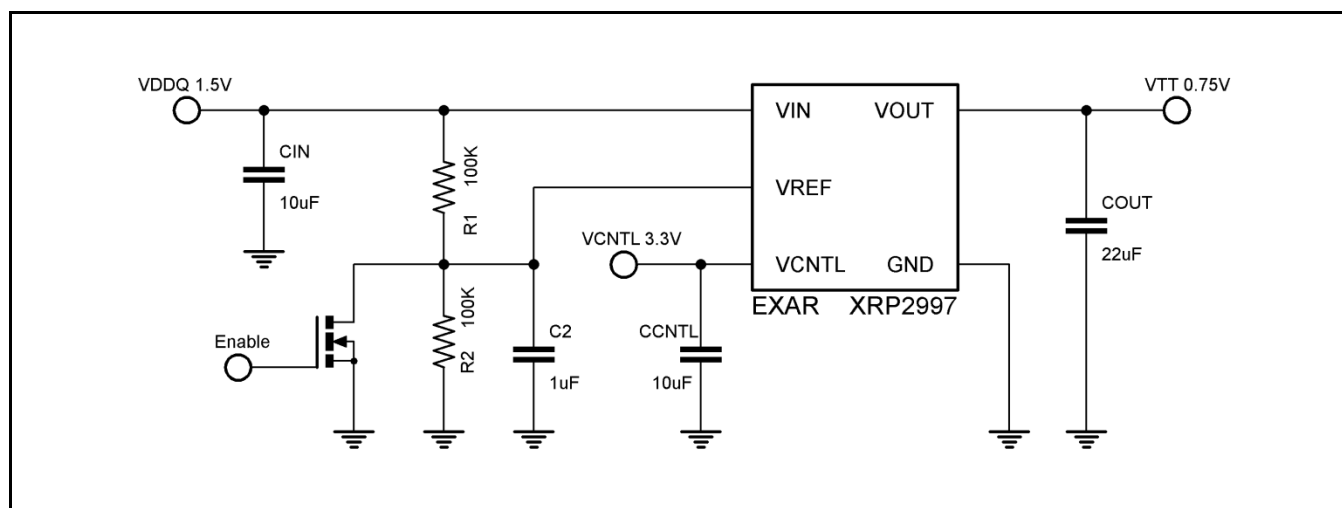 VDDQ 1.5V
VTT 0.75V
VIN
VOUT
CIN
10uF
100K
R1
VREF
COUT
22uF
VCNTL 3.3V
VCNTL
GND
EXAR XRP2997
Enable
100K
R2
C2
1uF
CCNTL
10uF